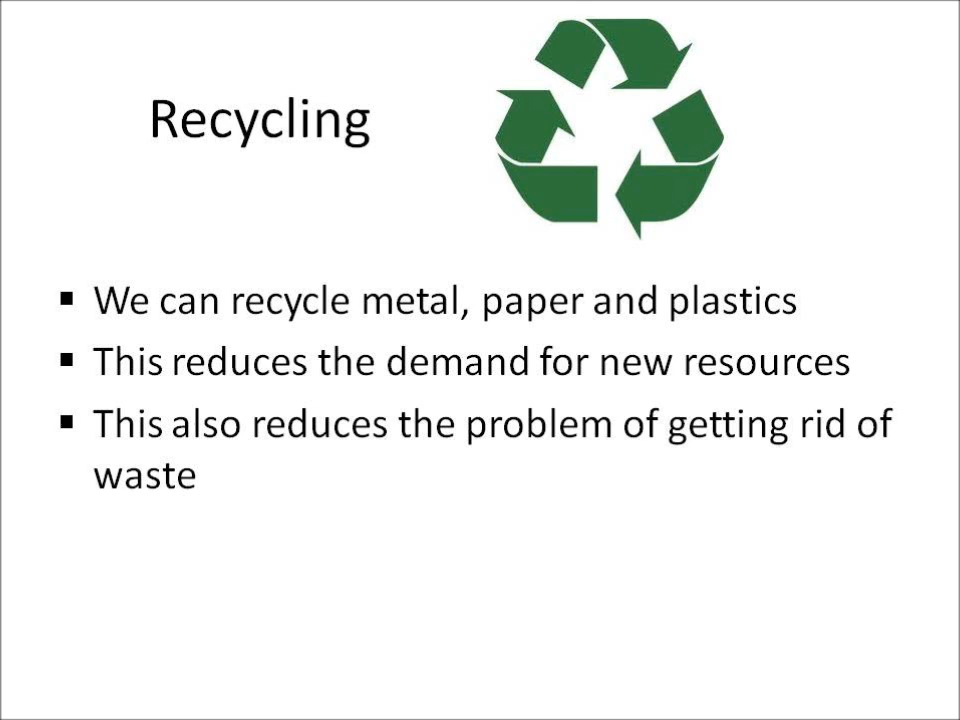 Recycling
▪ We can recycle metal, paper and plastics
▪ This reduces the demand for new resources
▪ This also reduces the problem of getting rid of
waste